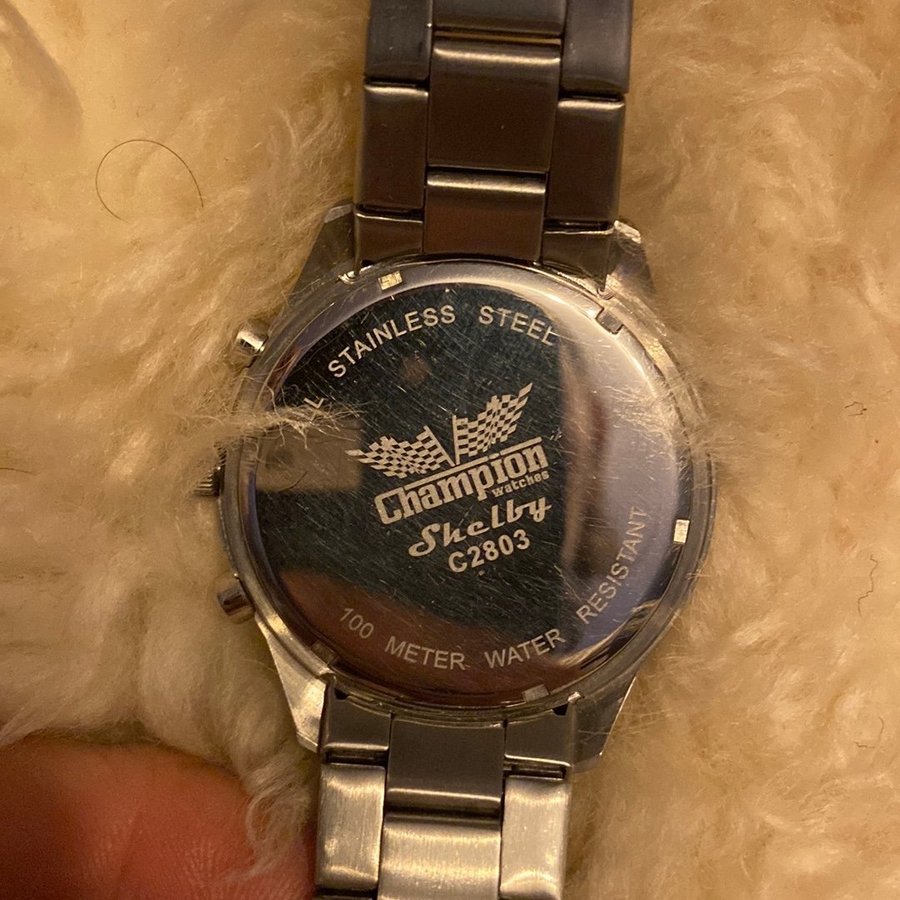 STAINLESS STEEL
Champion
watches
Shelby
C2803
100 METER WATER RESISTANT